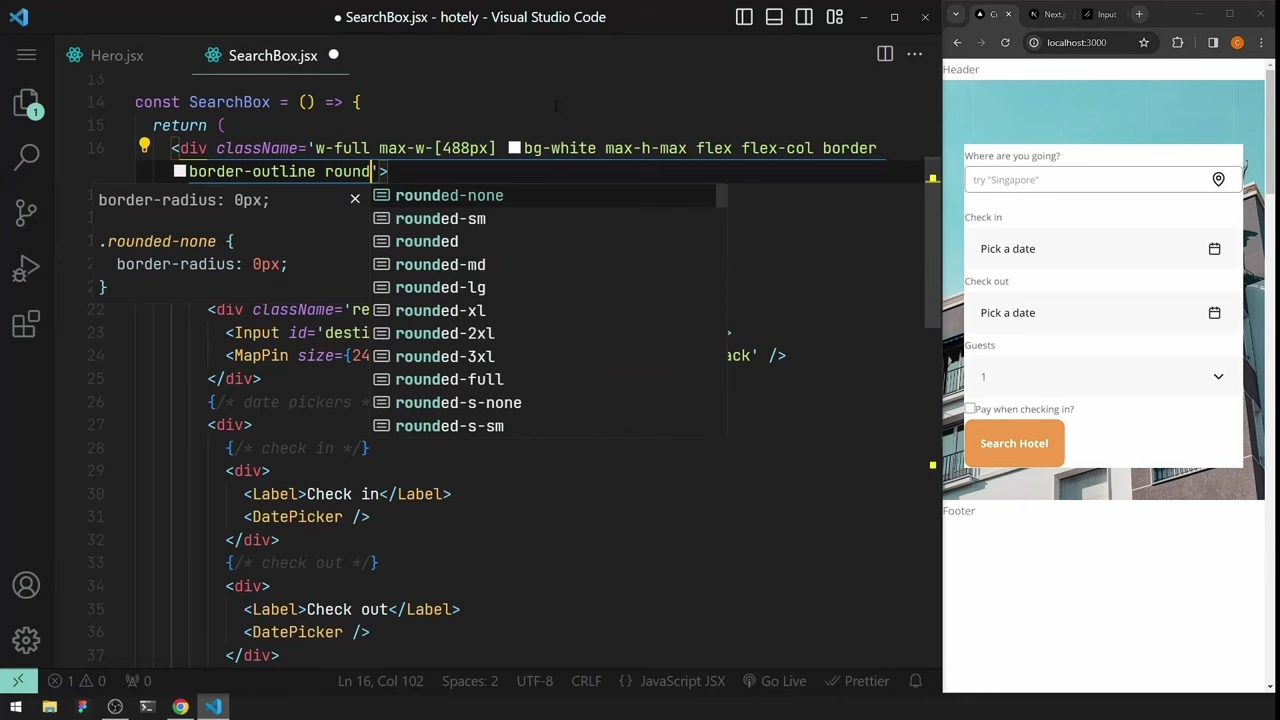 ● SearchBox.jsx - hotely - Visual Studio Code
Hero.jsx
SearchBox.jsx ●
13
14 const SearchBox = () => {
15 return (
16 <div className='w-full max-w-[488px] bg-white max-h-max flex flex-col border
border-outline round'>
border-radius: 0px;
.rounded-none {
border-radius: 0px;
}
rounded-none
rounded-sm
rounded
rounded-md
rounded-lg
rounded-xl
rounded-2xl
rounded-3xl
rounded-full
rounded-s-none
rounded-s-sm
22 <div className='re
23 <Input id='desti >
24 <MapPin size={24 ack' />
25 </div>
26 {/* date pickers *
27 <div>
28 {/* check in */}
29 <div>
30 <Label>Check in</Label>
31 <DatePicker />
32 </div>
33 {/* check out */}
34 <div>
35 <Label>Check out</Label>
36 <DatePicker />
37 </div>
1
1 0 0
Ln 16, Col 102
Spaces: 2
UTF-8
CRLF
{} JavaScript JSX
Go Live
Prettier
Next.j
Input
localhost:3000
C
Header
Where are you going?
try "Singapore"
Check in
Pick a date
Check out
Pick a date
Guests
1
Pay when checking in?
Search Hotel
Footer